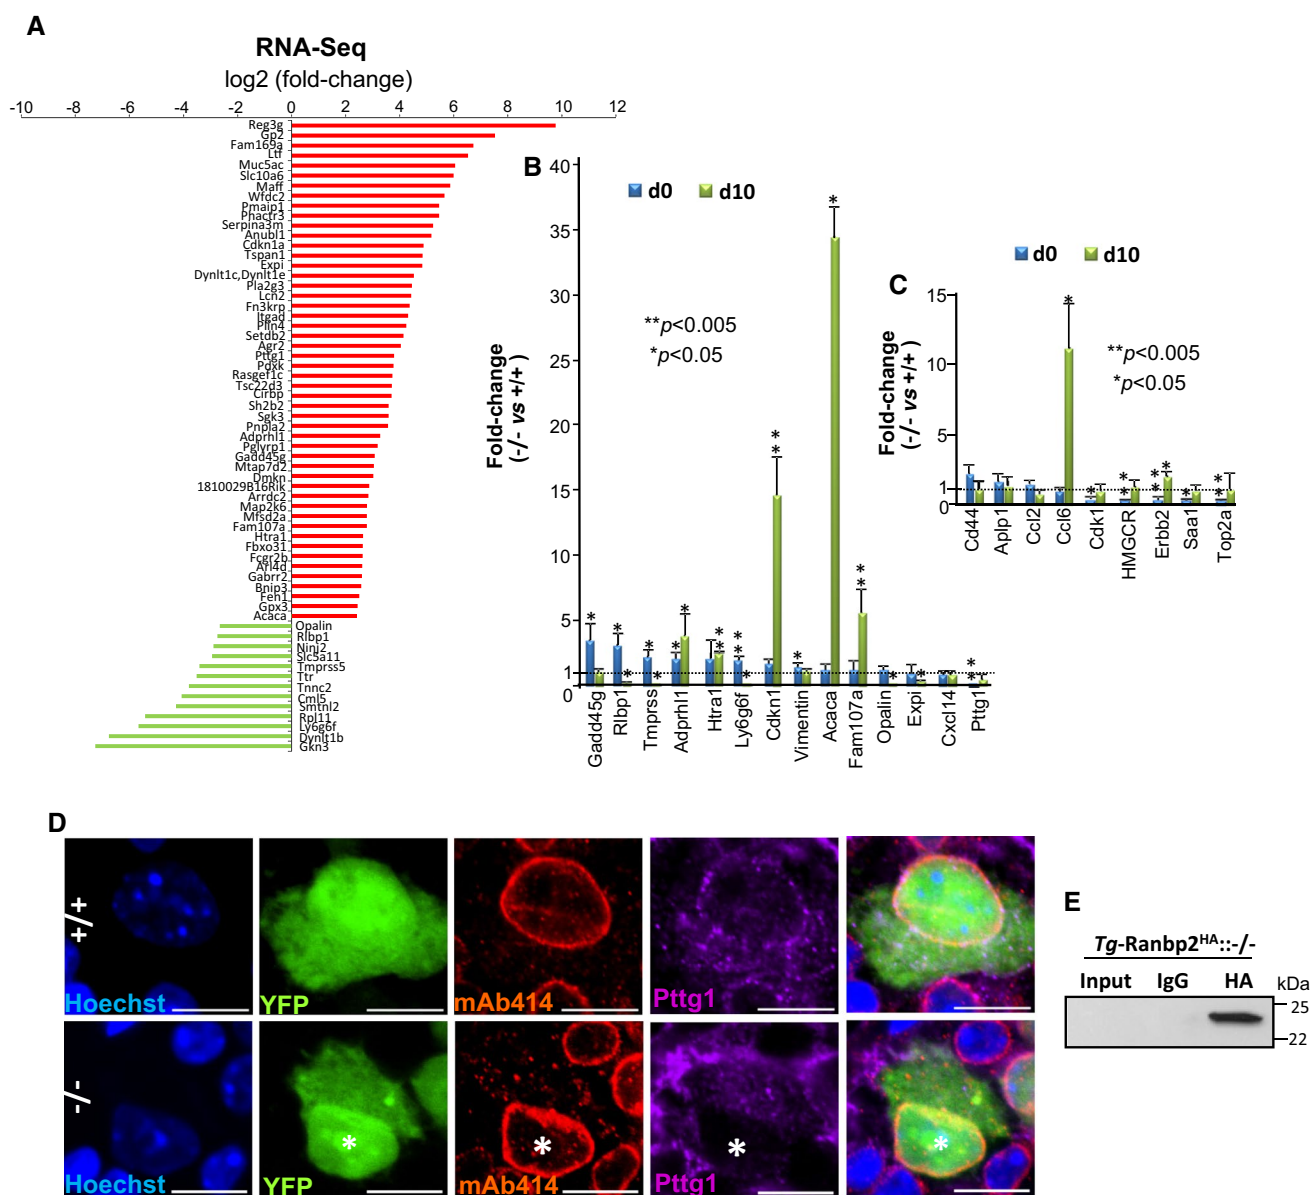 A
RNA-Seq
log2 (fold-change)
-10 -8 -6 -4 -2 0 2 4 6 8 10 12
Reg3g
Gp2
Fam169a
Ltf
Muc5ac
Slc10a6
Maff
Wfdc2
Pmaip1
Phactr3
Serpina3m
Anubl1
Cdkn1a
Tspan1
Expi
Dynlt1c,Dynlt1e
Pla2g3
Lcn2
Fn3krp
Itgad
Plin4
Setdb2
Agr2
Pttg1
Pdxk
Rasgef1c
Tsc22d3
Cirbp
Sh2b2
Sgk3
Pnpla2
Adprhl1
Pglyrp1
Gadd45g
Mtap7d2
Dmkn
1810029B16Rik
Arrdc2
Map2k6
Mfsd2a
Fam107a
Htra1
Fbxo31
Fcgr2b
Arl4d
Gabrr2
Bnip3
Feh1
Gpx3
Acaca
Opalin
Rlbp1
Ninj2
Slc5a11
Tmprss5
Ttr
Tnnc2
Cml5
Smtnl2
Rpl11
Ly6g6f
Dynlt1b
Gkn3
B
d0 d10
**p<0.005
*p<0.05
Fold-change
(-/- vs +/+ )
40
35
30
25
20
15
10
5
1
0
* * * * * * * * * * * * * * * * * * * * * * *
Gadd45g Rlbp1 Tmprss Adprhl1 Htra1 Ly6g6f Cdkn1 Vimentin Acaca Fam107a Opalin Expi Cxcl14 Pttg1
C
d0 d10
**p<0.005
*p<0.05
Fold-change
(-/- vs +/+ )
15
10
5
1
0
* * * * * * * * * * *
Cd44 Aplp1 Ccl2 Ccl6 Cdk1 HMGCR Erbb2 Saa1 Top2a
D
+/+
Hoechst YFP mAb414 Pttg1
-/-
* * * *
Hoechst YFP mAb414 Pttg1
E
Tg-Ranbp2HA::-/-
Input IgG HA kDa
25
22